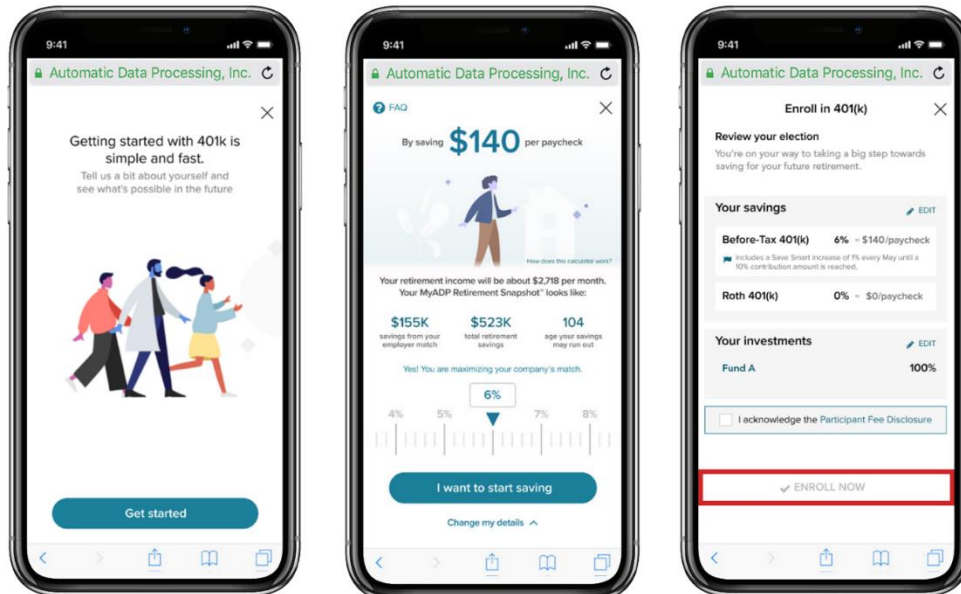 9:41
Automatic Data Processing, Inc.
Getting started with 401k is
simple and fast.
Tell us a bit about yourself and
see what's possible in the future
Get started
9:41
Automatic Data Processing, Inc.
FAQ
By saving $140 per paycheck
How does this calculator work?
Your retirement income will be about $2,718 per month.
Your MyADP Retirement Snapshot™ looks like:
$155K $523K 104
savings from your total retirement age your savings
employer match savings may run out
Yes! You are maximizing your company's match.
6%
4% 5% 7% 8%
I want to start saving
Change my details
9:41
Automatic Data Processing, Inc.
Enroll in 401(k)
Review your election
You're on your way to taking a big step towards
saving for your future retirement.
Your savings EDIT
Before-Tax 401(k) 6% = $140/paycheck
Includes a Save Smart increase of 1% every May until a
10% contribution amount is reached.
Roth 401(k) 0% = $0/paycheck
Your investments EDIT
Fund A 100%
I acknowledge the Participant Fee Disclosure
ENROLL NOW